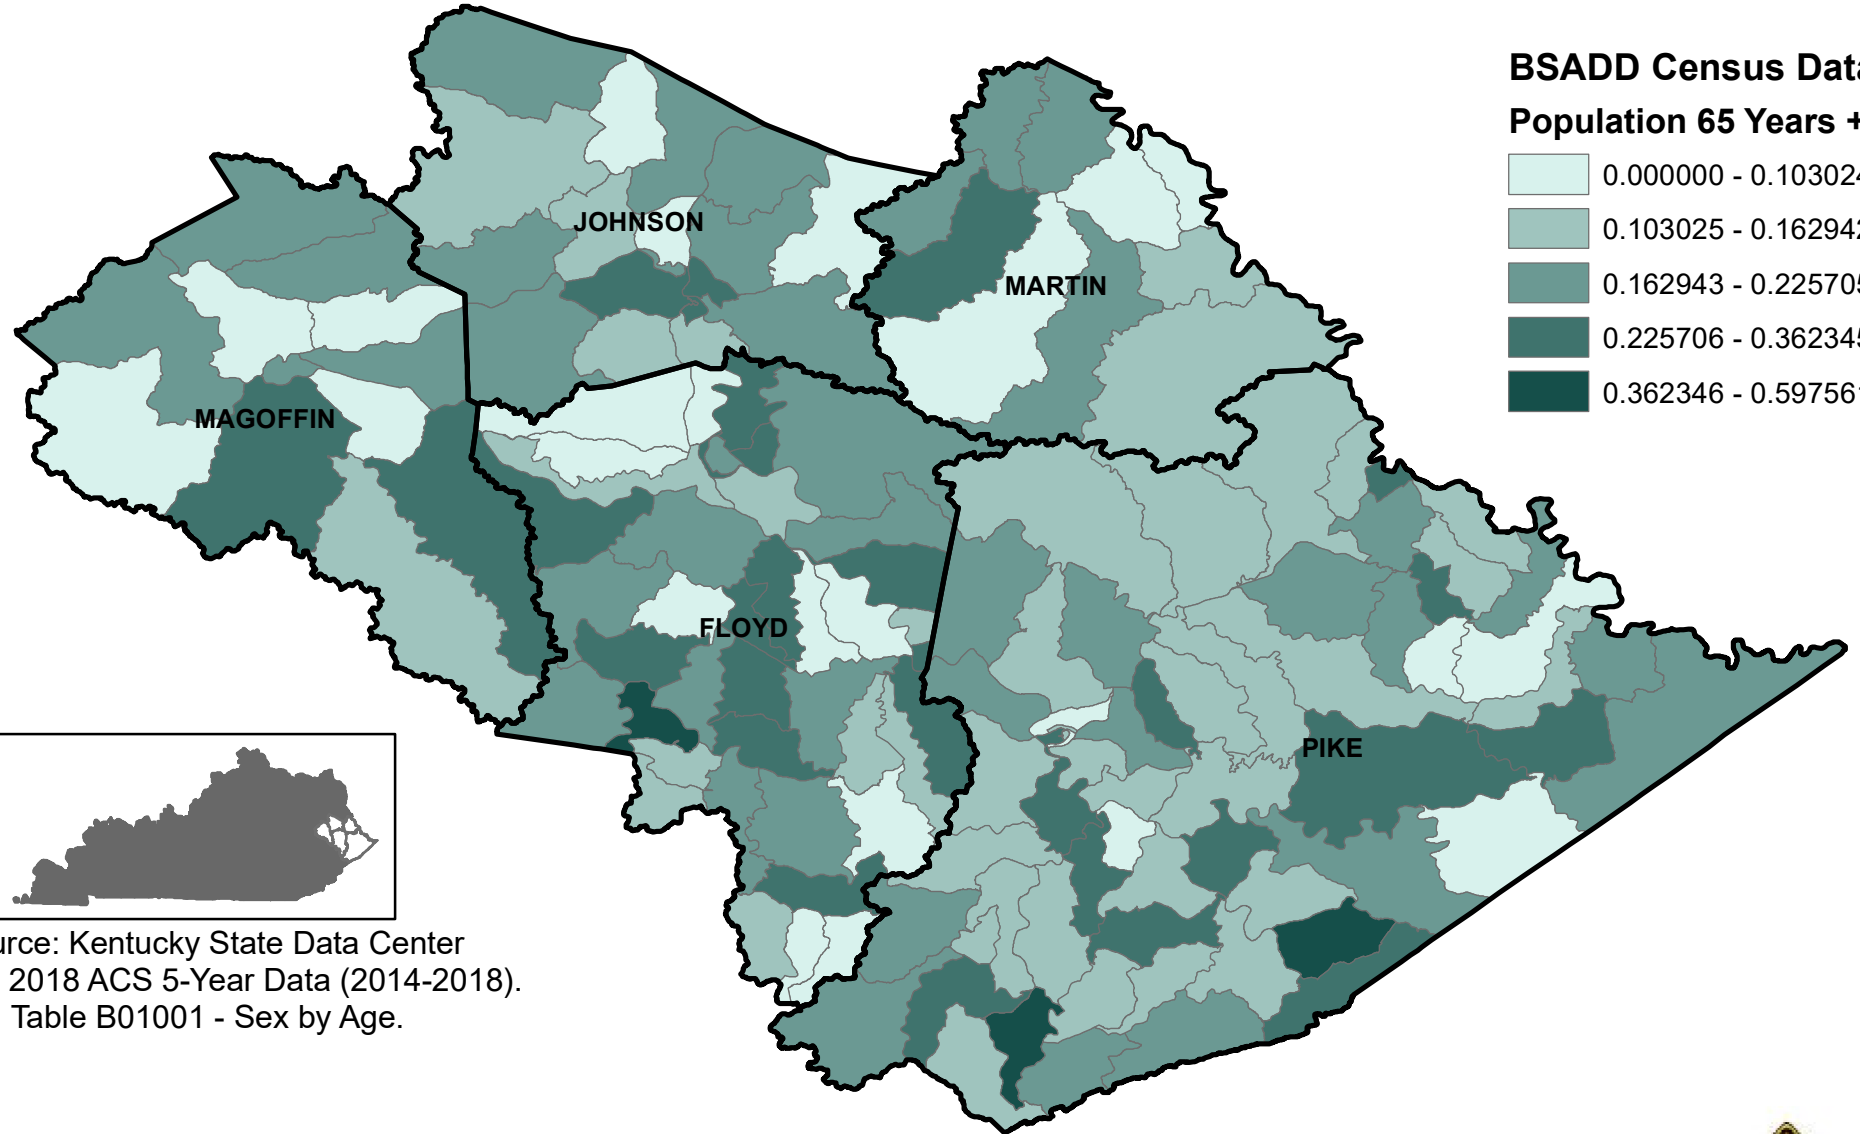 BSADD Census Data
Population 65 Years +
0.000000 - 0.103024
0.103025 - 0.162942
0.162943 - 0.225705
0.225706 - 0.362345
0.362346 - 0.597561
JOHNSON
MARTIN
MAGOFFIN
FLOYD
PIKE
urce: Kentucky State Data Center
2018 ACS 5-Year Data (2014-2018).
Table B01001 - Sex by Age.